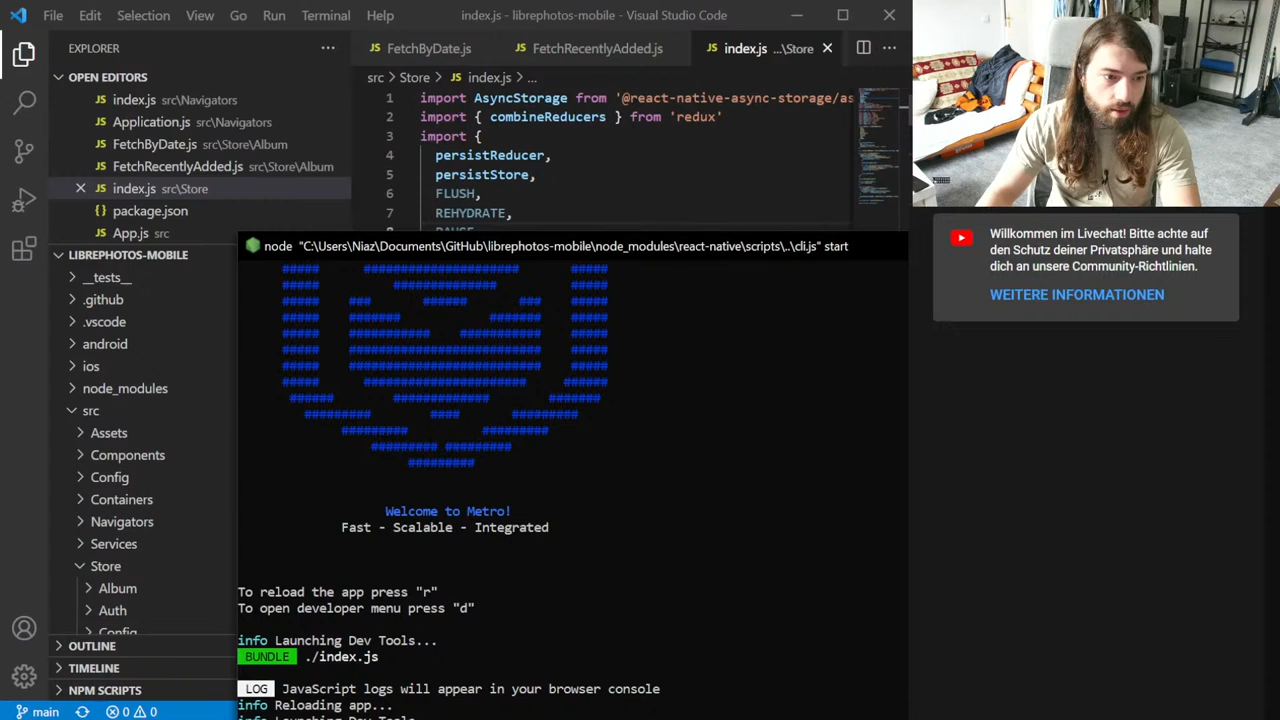 File Edit Selection View Go Run Terminal Help index.js - librephotos-mobile - Visual Studio Code
EXPLORER
OPEN EDITORS
index.js src\Navigators
Application.js src\Navigators
FetchByDate.js src\Store\Album
FetchRecentlyAdded.js src\Store\Album
index.js src\Store
package.json
App.js src
LIBREPHOTOS-MOBILE
__tests__
.github
.vscode
android
ios
node_modules
src
Assets
Components
Config
Containers
Navigators
Services
Store
Album
Auth
Config
OUTLINE
TIMELINE
NPM SCRIPTS
main 0 0
FetchByDate.js FetchRecentlyAdded.js index.js ...\Store
src > Store > index.js > ...
1 import AsyncStorage from '@react-native-async-storage/as
2 import { combineReducers } from 'redux'
3 import {
4 persistReducer,
5 persistStore,
6 FLUSH,
7 REHYDRATE,
8 PAUSE
node "C:\Users\Niaz\Documents\GitHub\librephotos-mobile\node_modules\react-native\scripts\..\cli.js" start
Welcome to Metro!
Fast - Scalable - Integrated
To reload the app press "r"
To open developer menu press "d"
info Launching Dev Tools...
BUNDLE ./index.js
LOG JavaScript logs will appear in your browser console
info Reloading app...
info Launching Dev Tools...
Willkommen im Livechat! Bitte achte auf
den Schutz deiner Privatsphäre und halte
dich an unsere Community-Richtlinien.
WEITERE INFORMATIONEN